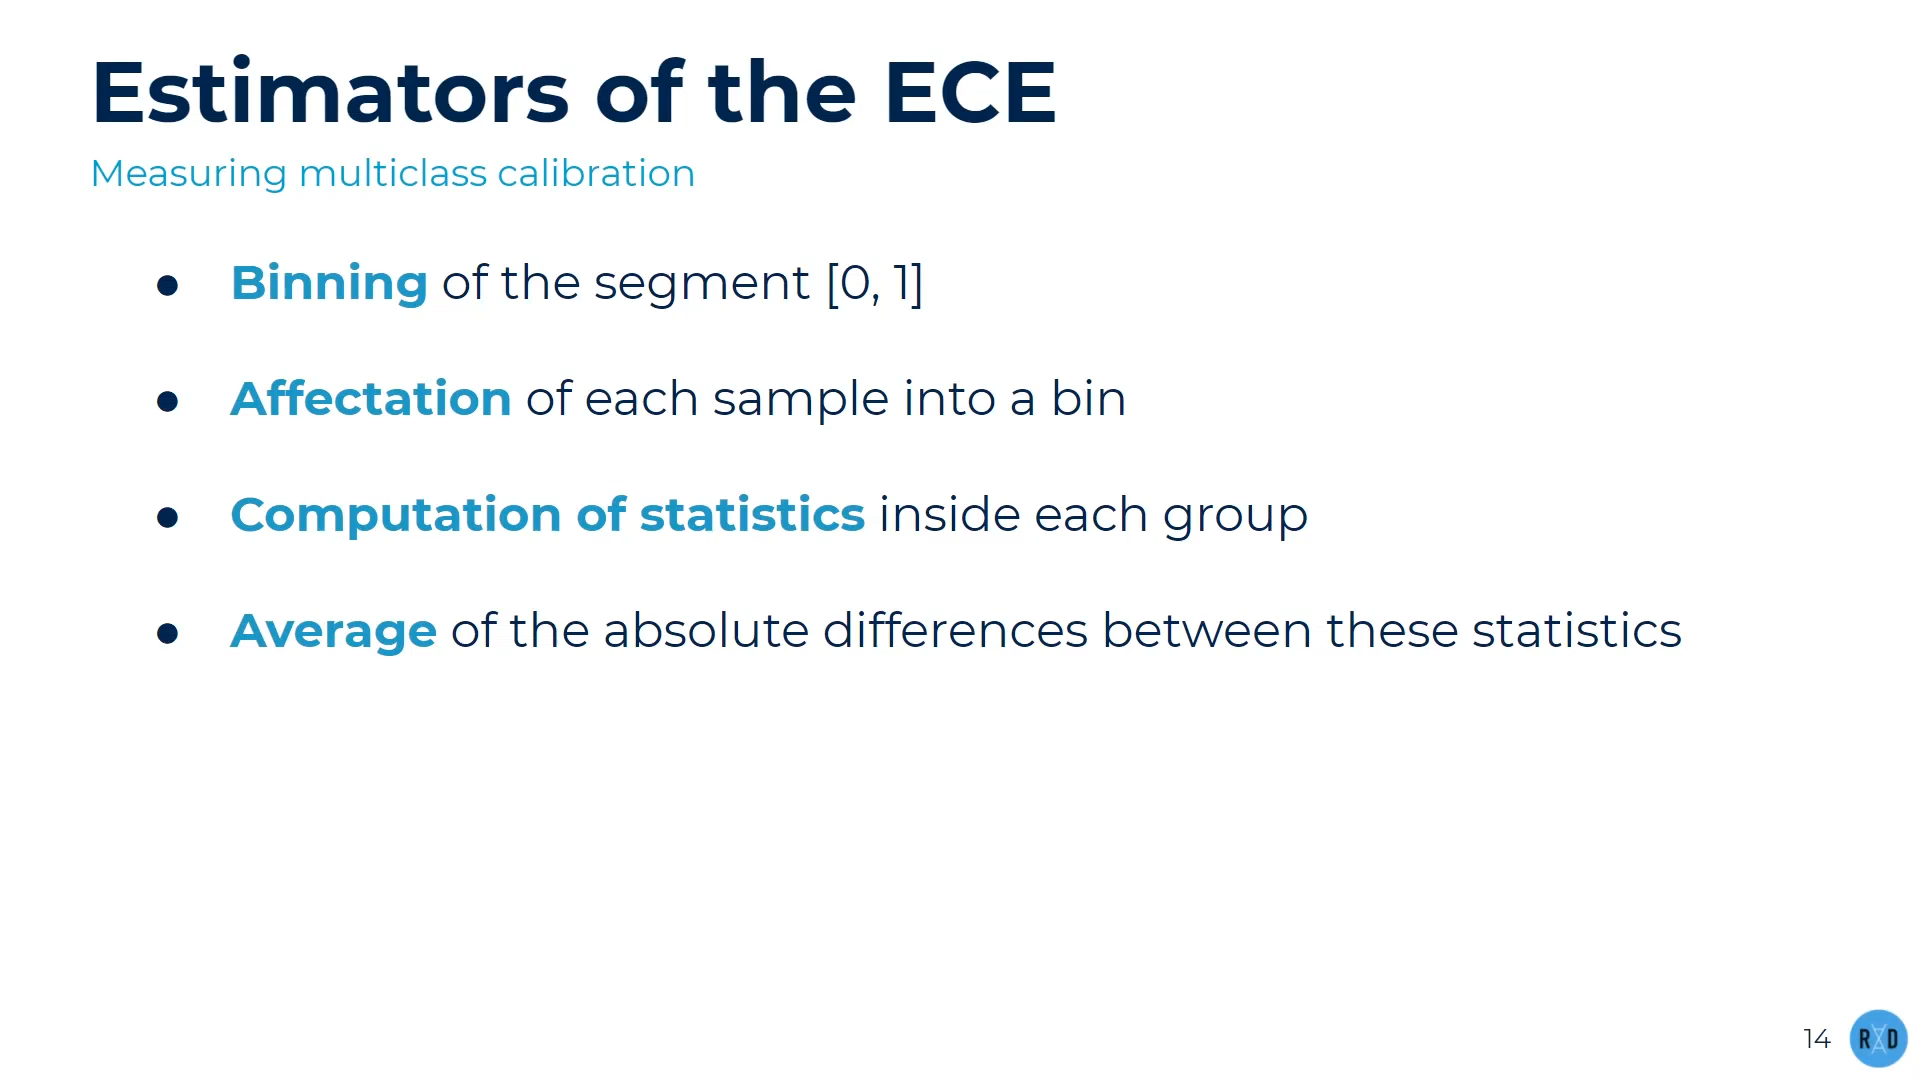 Estimators of the ECE
Measuring multiclass calibration
● Binning of the segment [0, 1]
● Affectation of each sample into a bin
● Computation of statistics inside each group
● Average of the absolute differences between these statistics
14
R D